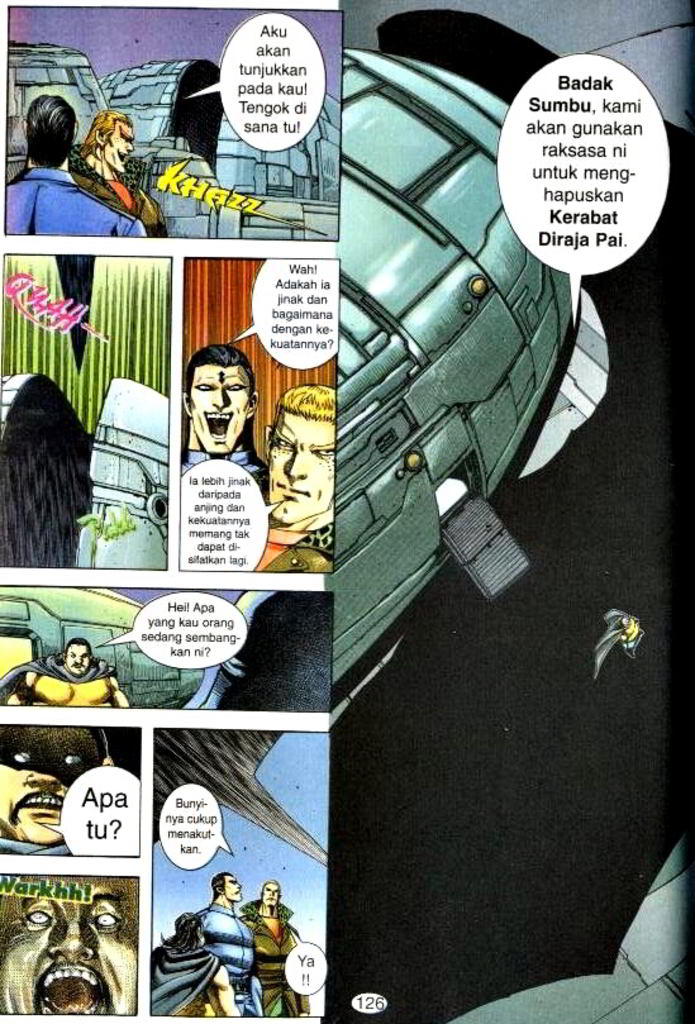 Aku
akan
tunjukkan
pada kau!
Tengok di
sana tu!
KHAZZ
Wah!
Adakah ia
jinak dan
bagaimana
dengan ke-
kuatannya?
Ia lebih jinak
daripada
anjing dan
kekuatannya
memang tak
dapat di-
sifatkan lagi.
Hei! Apa
yang kau orang
sedang sembang-
kan ni?
Apa
tu?
Warkhh!
Bunyi-
nya cukup
menakut-
kan.
Ya
!!
Badak
Sumbu, kami
akan gunakan
raksasa ni
untuk meng-
hapuskan
Kerabat
Diraja Pai.
126